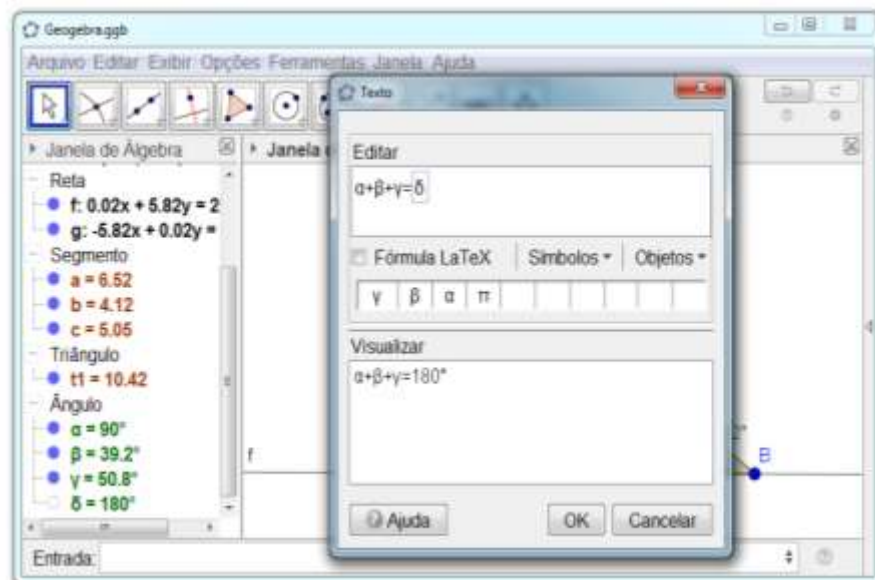 Geogebra.ggb
Arquivo Editar Exibir Opções Ferramentas Janela Ajuda
Janela de Álgebra
Janela
Reta
f: 0.02x + 5.82y = 2
g: -5.82x + 0.02y =
Segmento
a = 6.52
b = 4.12
c = 5.05
Triângulo
t1 = 10.42
Ângulo
α = 90°
β = 39.2°
γ = 50.8°
δ = 180°
f
Texto
Editar
α+β+γ=δ
Fórmula LaTeX Símbolos Objetos
γ β α π
Visualizar
α+β+γ=180°
Ajuda OK Cancelar
B
Entrada: